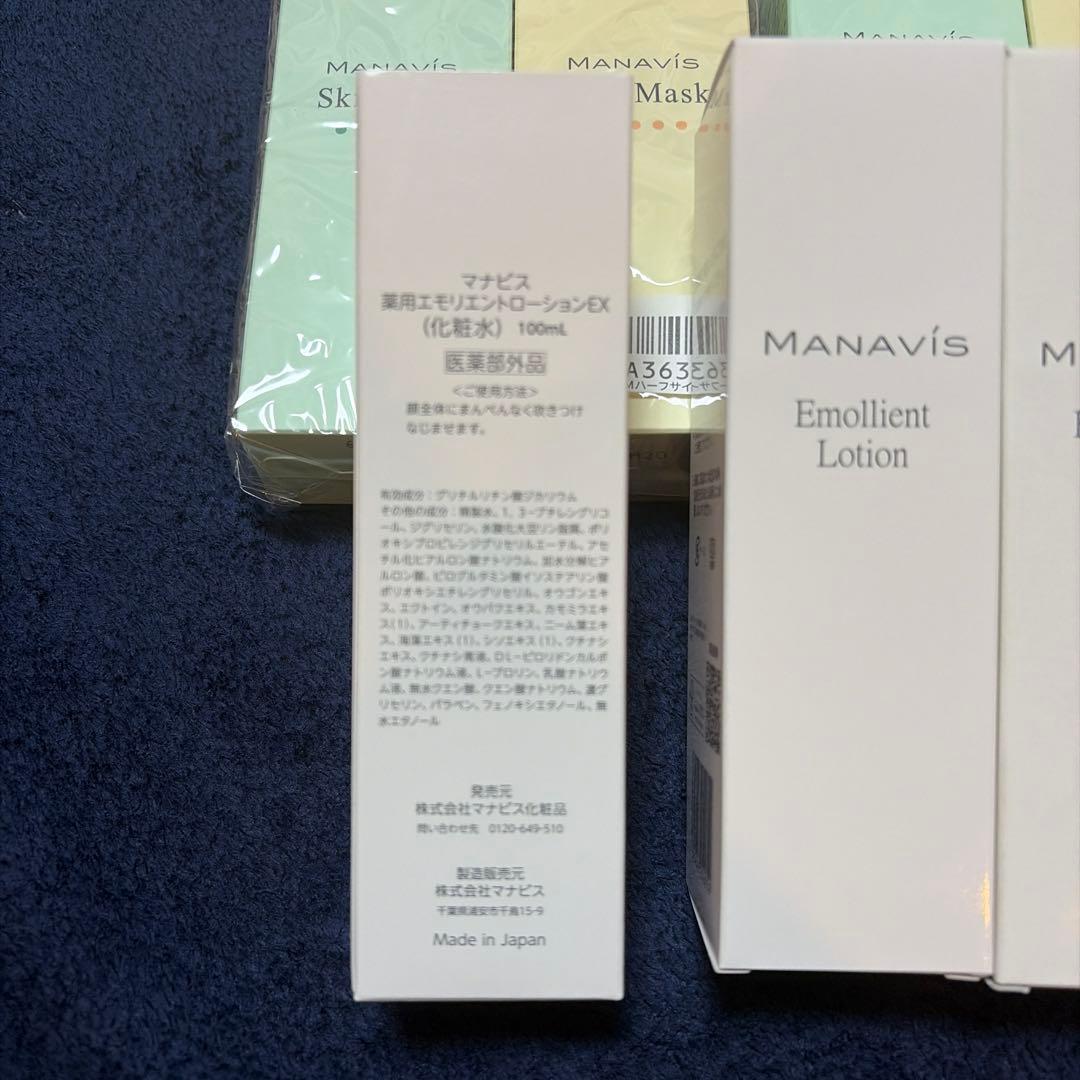 MANAVÍS
MANAVÍS
MANAVÍS
Mask
マナビス
薬用エモリエントローションEX
(化粧水) 100mL
医薬部外品
<ご使用方法>
顔全体にまんべんなく吹きつけ
なじませます。
有効成分：グリチルリチン酸ジカリウム
その他の成分：精製水、1，3-ブチレングリコ
ール、ジグリセリン、水酸化大豆リン脂質、ポリ
オキシプロピレンジグリセリルエーテル、アセ
チル化ヒアルロン酸ナトリウム、加水分解ヒア
ルロン酸、ピログルタミン酸イソステアリン酸
ポリオキシエチレングリセリル、オウゴンエキ
ス、エクトイン、オウバクエキス、カモミラエキ
ス(1)、アーティチョークエキス、ニーム葉エキ
ス、海藻エキス(1)、シソエキス(1)、クチナシ
エキス、クチナシ青液、DL-ピロリドンカルボ
ン酸ナトリウム液、L-プロリン、乳酸ナトリウ
ム液、無水クエン酸、クエン酸ナトリウム、濃グ
リセリン、パラベン、フェノキシエタノール、無
水エタノール
発売元
株式会社マナビス化粧品
問い合わせ先 0120-649-510
製造販売元
株式会社マナビス
千葉県浦安市千鳥15-9
Made in Japan
MANAVÍS
Emollient
Lotion